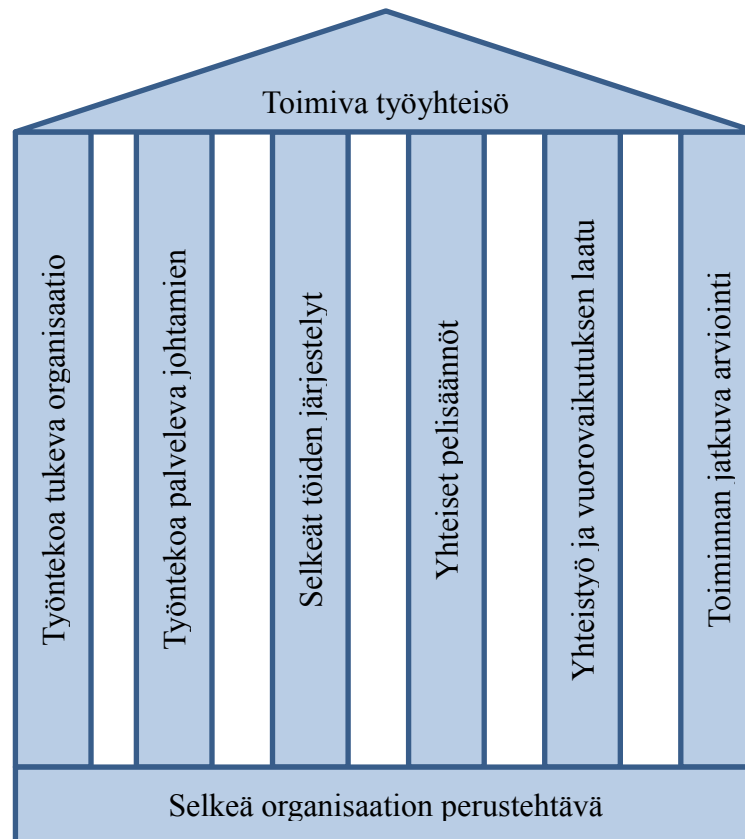 Toimiva työyhteisö
Työntekoa tukeva organisaatio
Työntekoa palveleva johtamien
Selkeät töiden järjestelyt
Yhteiset pelisäännöt
Yhteistyö ja vuorovaikutuksen laatu
Toiminnan jatkuva arviointi
Selkeä organisaation perustehtävä